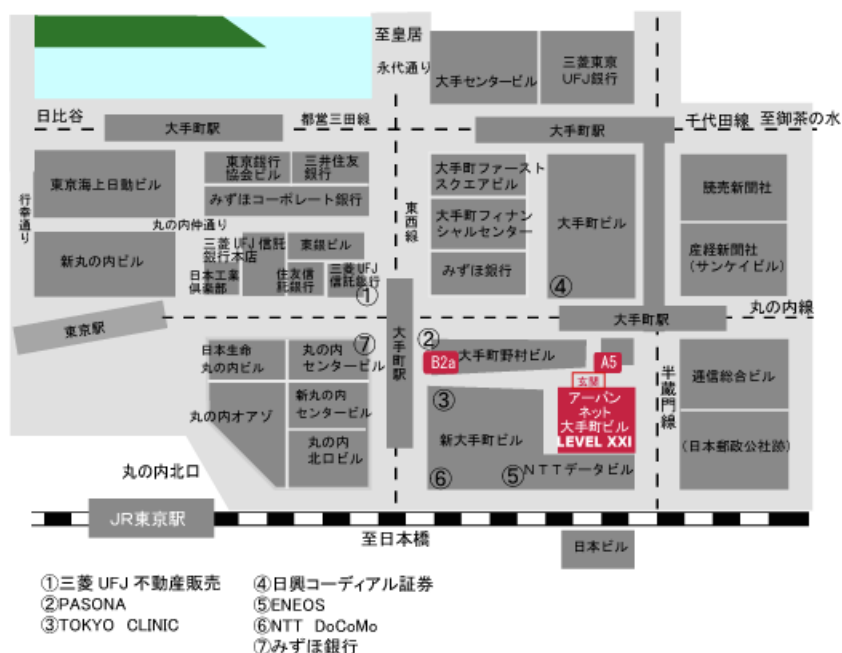 至皇居
永代通り
大手センタービル
三菱東京
UFJ銀行
日比谷
大手町駅
都営三田線
大手町駅
千代田線
至御茶の水
東京海上日動ビル
東京銀行
協会ビル
三井住友
銀行
みずほコーポレート銀行
大手町ファースト
スクエアビル
大手町フィナン
シャルセンター
みずほ銀行
大手町ビル
④
読売新聞社
産経新聞社
(サンケイビル)
行幸通り
丸の内仲通り
東西線
新丸の内ビル
三菱UFJ信託
銀行本店
東銀ビル
日本工業
倶楽部
住友信
託銀行
三菱UFJ
信託銀行
①
丸の内線
東京駅
大手町駅
大手町駅
日本生命
丸の内ビル
丸の内
センタービル
⑦
②
B2a
大手町野村ビル
A5
玄関
アーバン
ネット
大手町ビル
LEVEL XXI
半蔵門線
逓信総合ビル
丸の内オアゾ
新丸の内
センタービル
丸の内
北口ビル
③
新大手町ビル
⑥
⑤
NTTデータビル
(日本郵政公社跡)
丸の内北口
JR東京駅
至日本橋
日本ビル
①三菱UFJ不動産販売
②PASONA
③TOKYO CLINIC
④日興コーディアル証券
⑤ENEOS
⑥NTT DoCoMo
⑦みずほ銀行